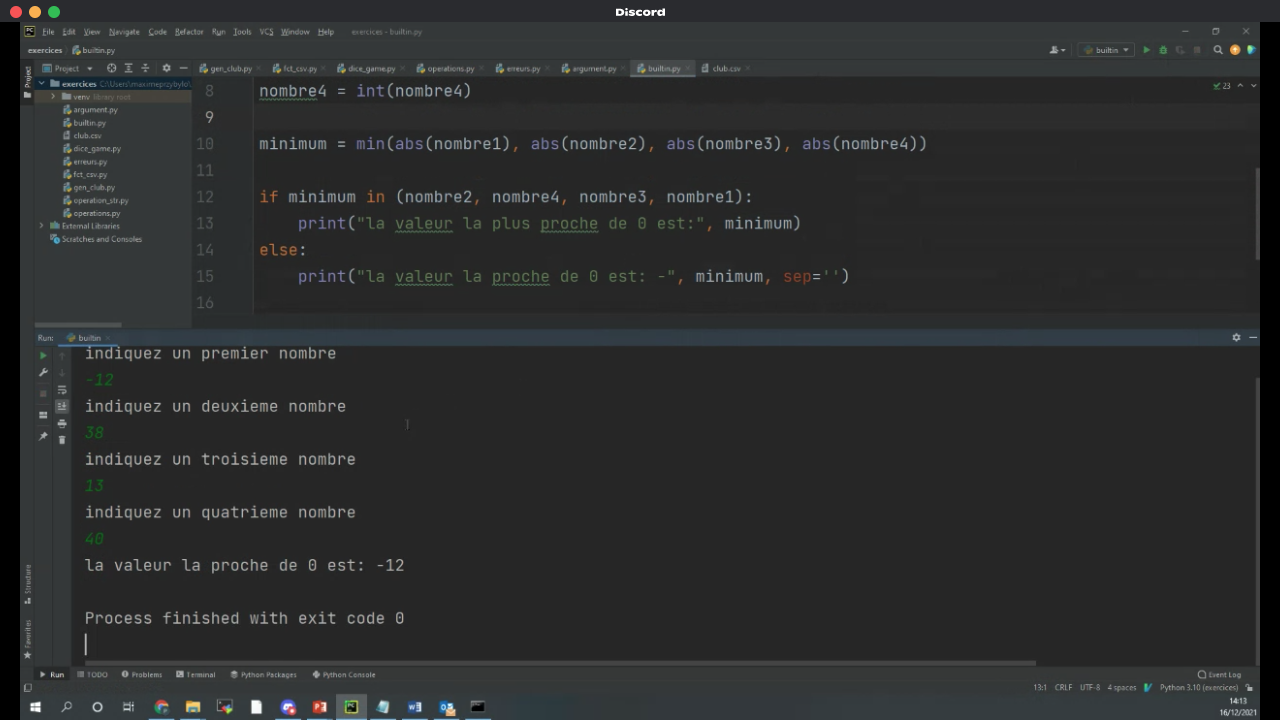 Discord
File Edit View Navigate Code Refactor Run Tools VCS Window Help exercices - builtin.py
exercices builtin.py builtin
Project gen_club.py fct_csv.py dice_game.py operations.py erreurs.py argument.py builtin.py club.csv
exercices C:\Users\maximeprzybylo\
venv library root
argument.py
builtin.py
club.csv
dice_game.py
erreurs.py
fct_csv.py
gen_club.py
operation_str.py
operations.py
External Libraries
Scratches and Consoles
23
8 nombre4 = int(nombre4)
9
10 minimum = min(abs(nombre1), abs(nombre2), abs(nombre3), abs(nombre4))
11
12 if minimum in (nombre2, nombre4, nombre3, nombre1):
13 print("la valeur la plus proche de 0 est:", minimum)
14 else:
15 print("la valeur la proche de 0 est: -", minimum, sep='')
16
Run: builtin
indiquez un premier nombre
-12
indiquez un deuxieme nombre
38
indiquez un troisieme nombre
13
indiquez un quatrieme nombre
40
la valeur la proche de 0 est: -12
Process finished with exit code 0
Project
Structure
Favorites
Run TODO Problems Terminal Python Packages Python Console Event Log
13:1 CRLF UTF-8 4 spaces Python 3.10 (exercices)
14:13
16/12/2021